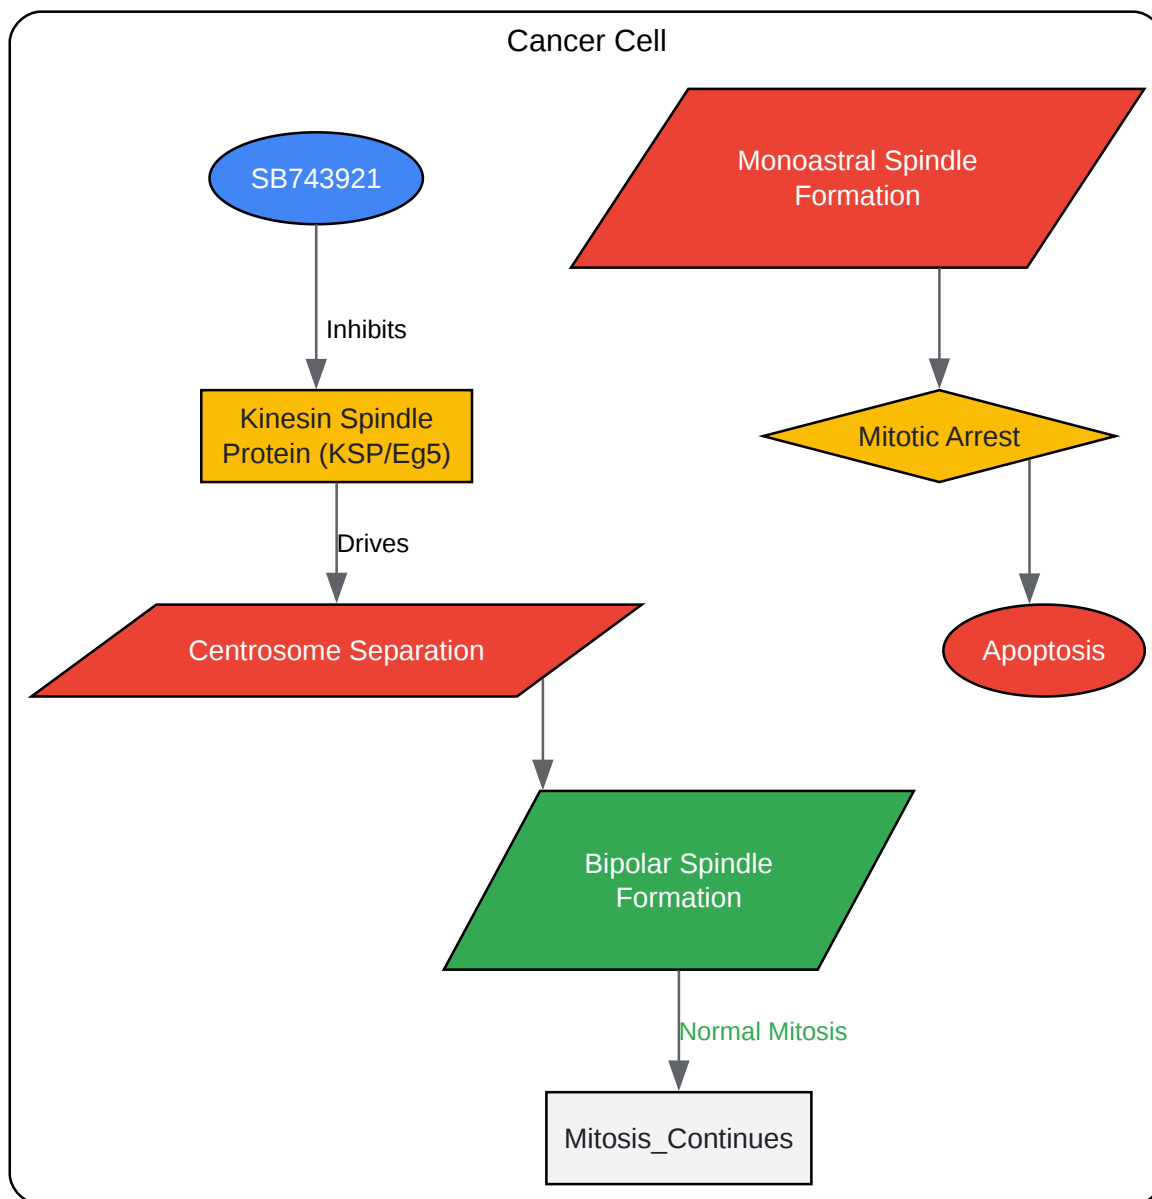 Cancer Cell
SB743921
Inhibits
Kinesin Spindle
Protein (KSP/Eg5)
Drives
Centrosome Separation
Bipolar Spindle
Formation
Normal Mitosis
Mitosis_Continues
Monoastral Spindle
Formation
Mitotic Arrest
Apoptosis